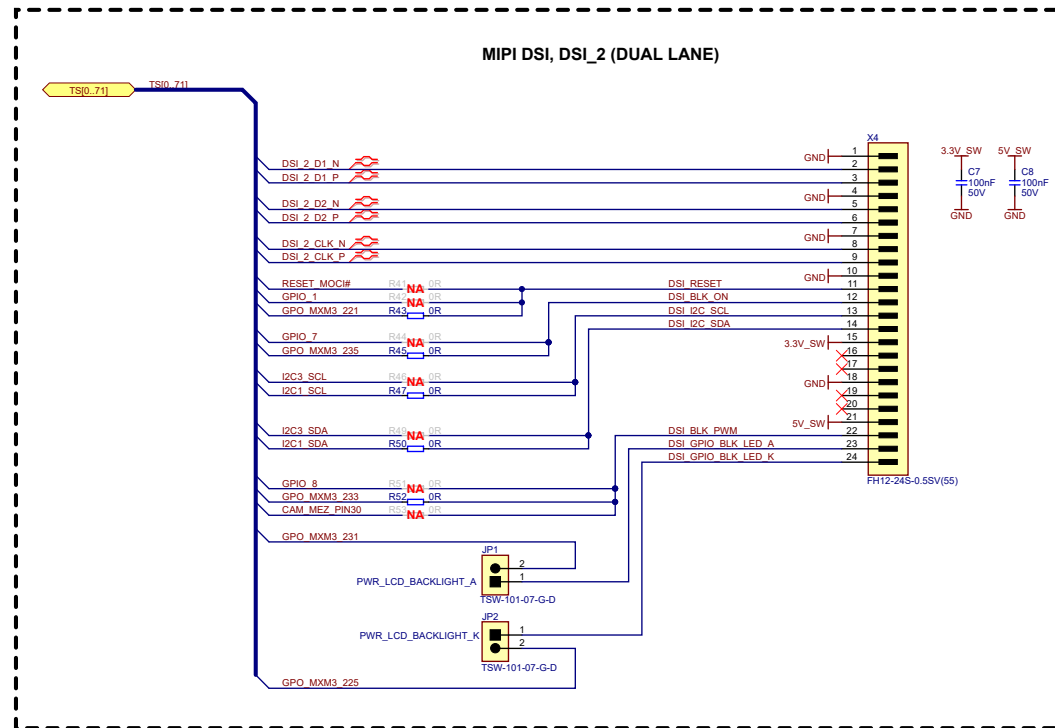 MIPI DSI, DSI_2 (DUAL LANE)
TS[0..71] TS[0..71]
X4
3.3V_SW 5V_SW
C7 100nF 50V
C8 100nF 50V
GND GND
GND 1
DSI_2_D1_N 2
DSI_2_D1_P 3
GND 4
DSI_2_D2_N 5
DSI_2_D2_P 6
GND 7
DSI_2_CLK_N 8
DSI_2_CLK_P 9
GND 10
RESET_MOCI# R41 NA 0R DSI_RESET 11
GPIO_1 R42 NA 0R DSI_BLK_ON 12
GPO_MXM3_221 R43 0R DSI_I2C_SCL 13
DSI_I2C_SDA 14
GPIO_7 R44 NA 0R 3.3V_SW 15
GPO_MXM3_235 R45 0R 16
17
I2C3_SCL R46 NA 0R GND 18
I2C1_SCL R47 0R 19
20
5V_SW 21
I2C3_SDA R49 NA 0R DSI_BLK_PWM 22
I2C1_SDA R50 0R DSI_GPIO_BLK_LED_A 23
DSI_GPIO_BLK_LED_K 24
FH12-24S-0.5SV(55)
GPIO_8 R51 NA 0R
GPO_MXM3_233 R52 0R
CAM_MEZ_PIN30 R53 NA 0R
GPO_MXM3_231
JP1
2
PWR_LCD_BACKLIGHT_A 1
TSW-101-07-G-D
JP2
PWR_LCD_BACKLIGHT_K 1
2
TSW-101-07-G-D
GPO_MXM3_225